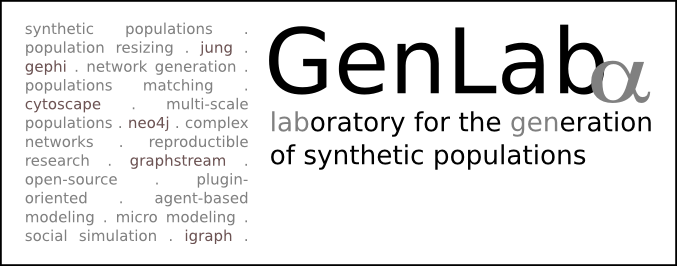 synthetic populations .
population resizing . jung .
gephi . network generation .
populations matching .
cytoscape . multi-scale
populations . neo4j . complex
networks . reproductible
research . graphstream .
open-source . plugin-
oriented . agent-based
modeling . micro modeling .
social simulation . igraph .
GenLabα
laboratory for the generation
of synthetic populations